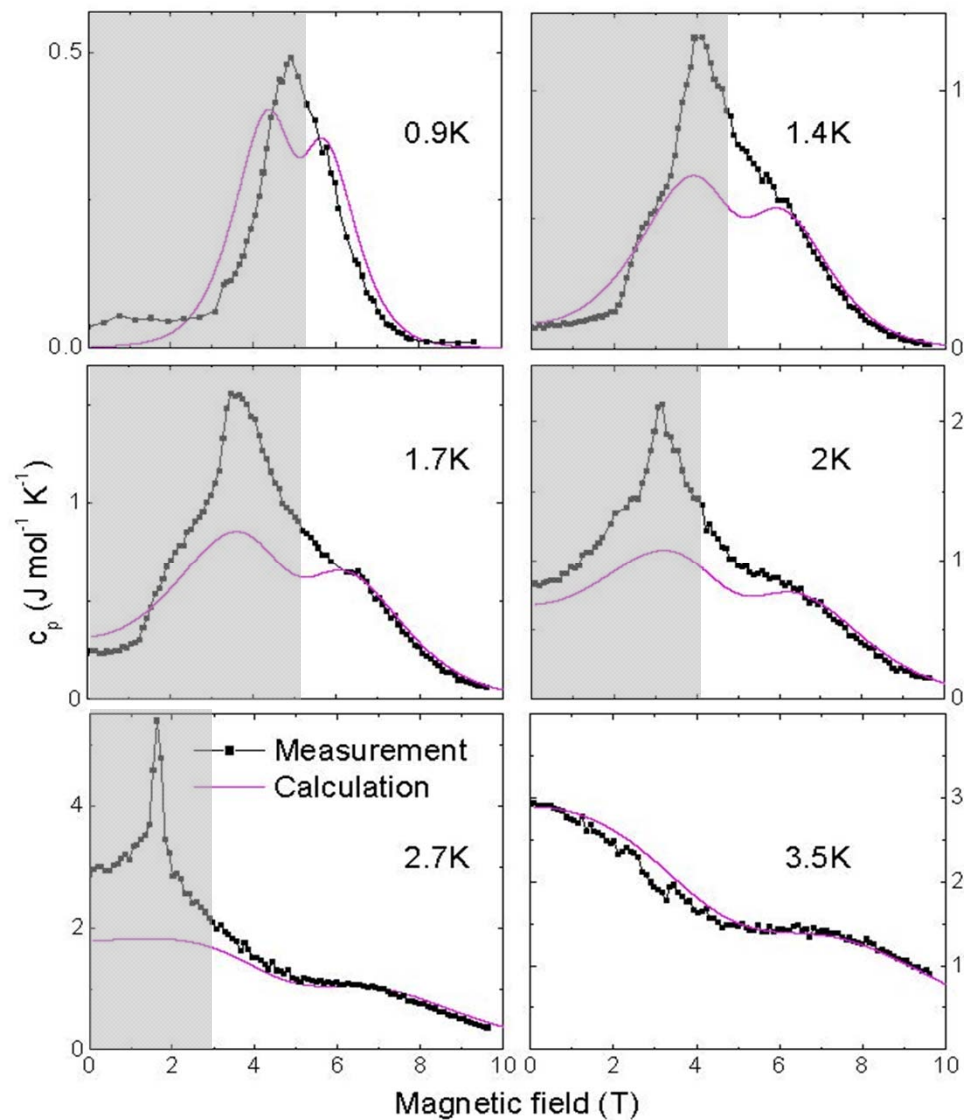 0.5
0.9K
0.0
1.4K
1
0
1
1.7K
0
2K
2
1
0
4
2
0
Measurement
Calculation
2.7K
3.5K
3
2
1
0
0 2 4 6 8 10
0 2 4 6 8 10
c_p (J mol⁻¹ K⁻¹)
Magnetic field (T)